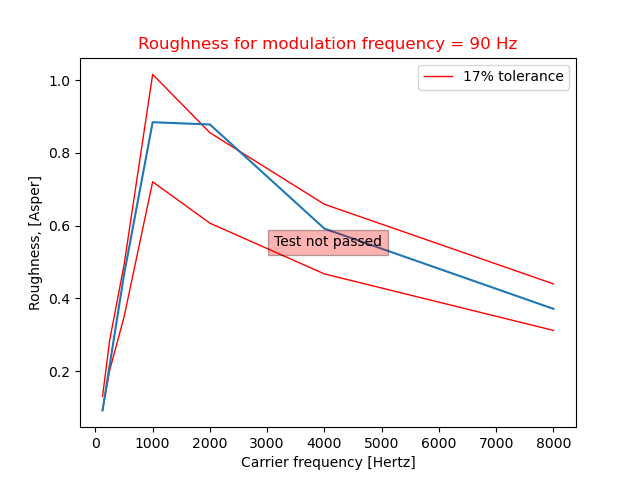 Roughness for modulation frequency = 90 Hz
17% tolerance
Roughness, [Asper]
1.0
0.8
0.6
0.4
0.2
Test not passed
0 1000 2000 3000 4000 5000 6000 7000 8000
Carrier frequency [Hertz]